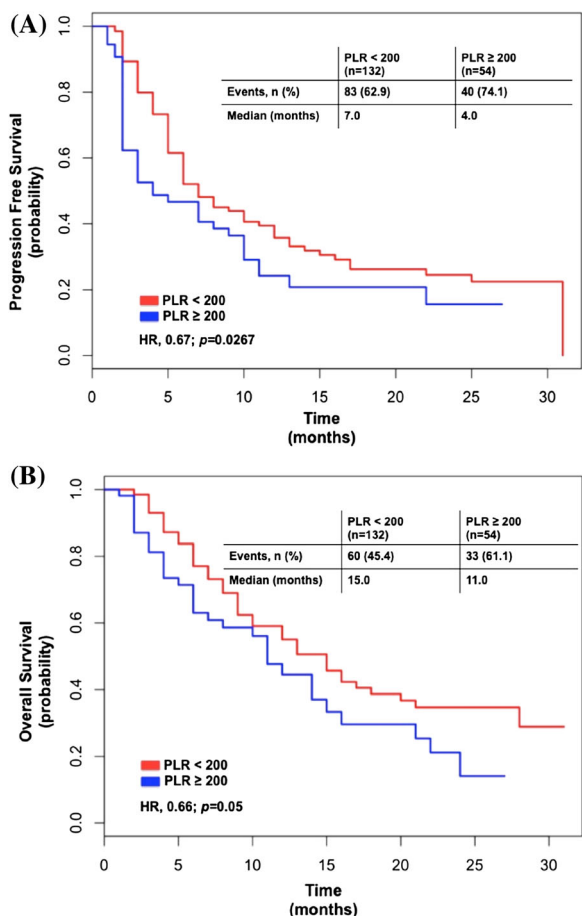 (A)
Progression Free Survival
(probability)
1.0
0.8
0.6
0.4
0.2
0.0
PLR < 200
(n=132)
PLR ≥ 200
(n=54)
Events, n (%) 83 (62.9) 40 (74.1)
Median (months) 7.0 4.0
PLR < 200
PLR ≥ 200
HR, 0.67; p=0.0267
0 5 10 15 20 25 30
Time
(months)
(B)
Overall Survival
(probability)
1.0
0.8
0.6
0.4
0.2
0.0
PLR < 200
(n=132)
PLR ≥ 200
(n=54)
Events, n (%) 60 (45.4) 33 (61.1)
Median (months) 15.0 11.0
PLR < 200
PLR ≥ 200
HR, 0.66; p=0.05
0 5 10 15 20 25 30
Time
(months)